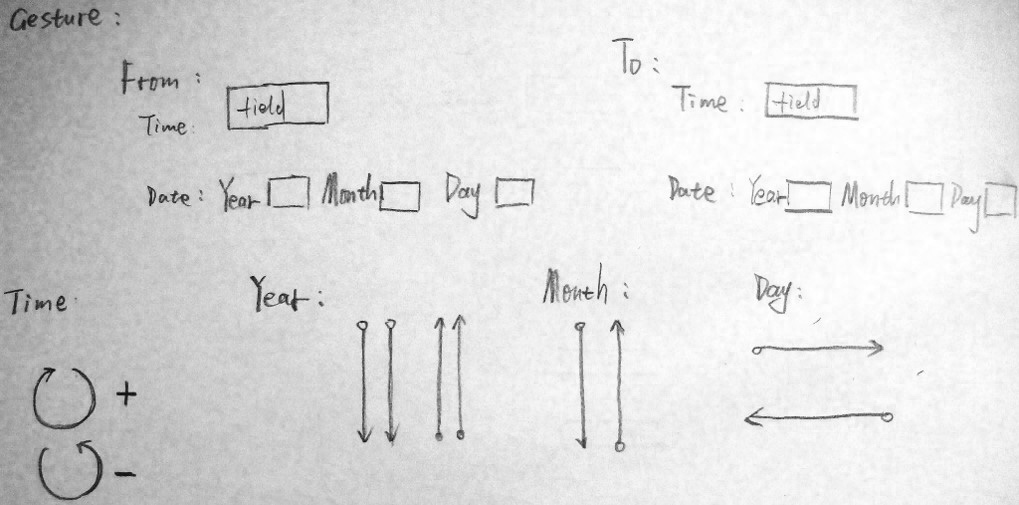 Gesture:
From: To:
Time: field Time: field
Date: Year Month Day Date: Year Month Day
Time: Year: Month: Day:
+
-